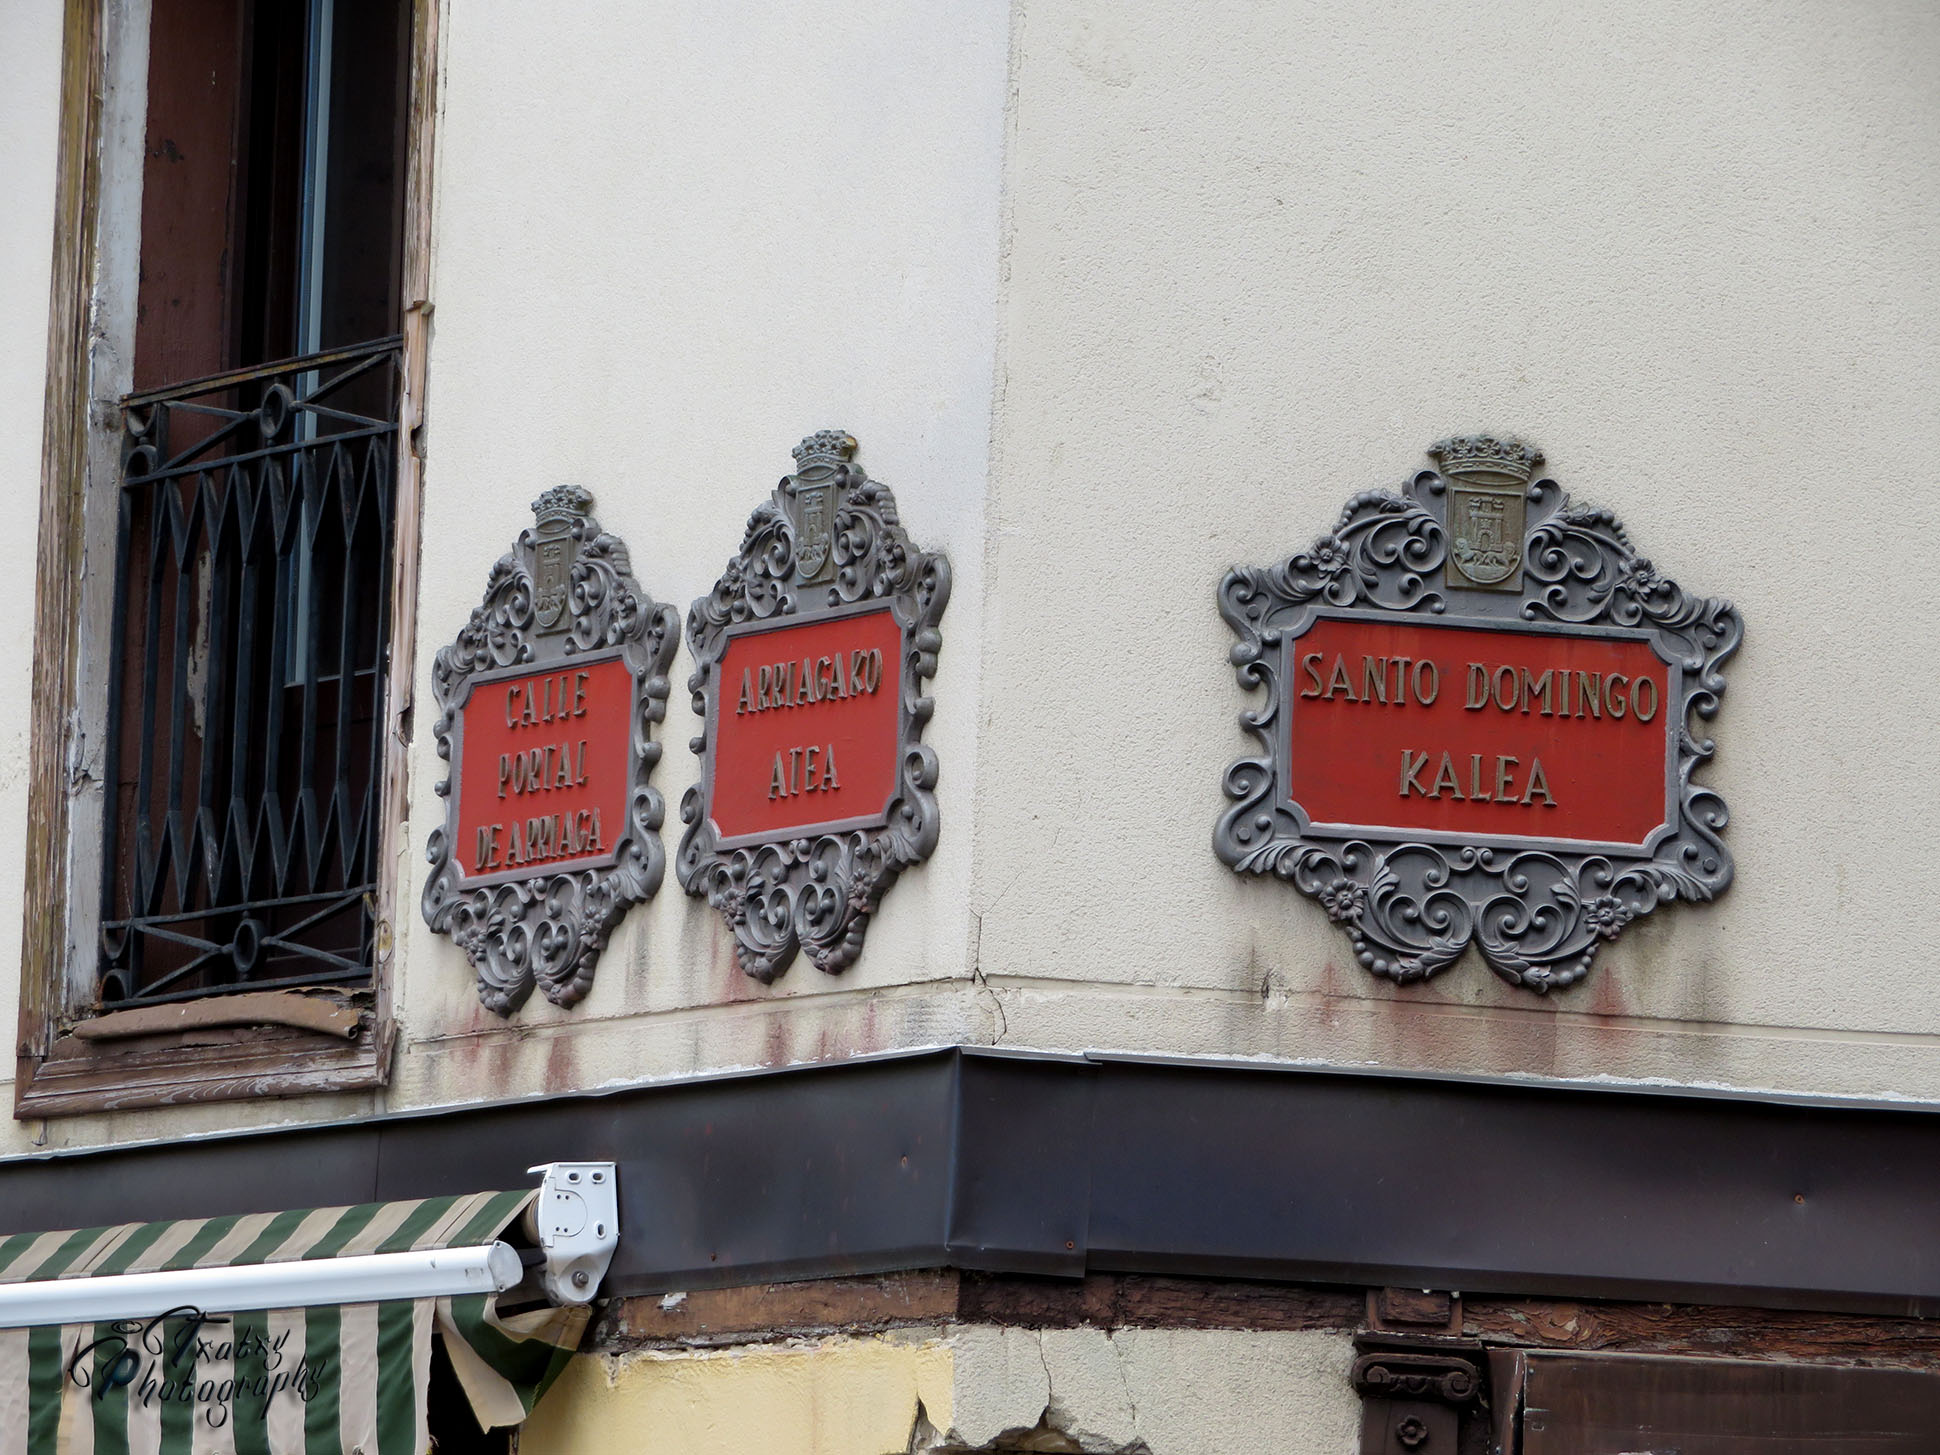 CALLE
PORTAL
DE ARRIAGA
ARRIAGAKO
ATEA
SANTO DOMINGO
KALEA
© Txatxy
Photography